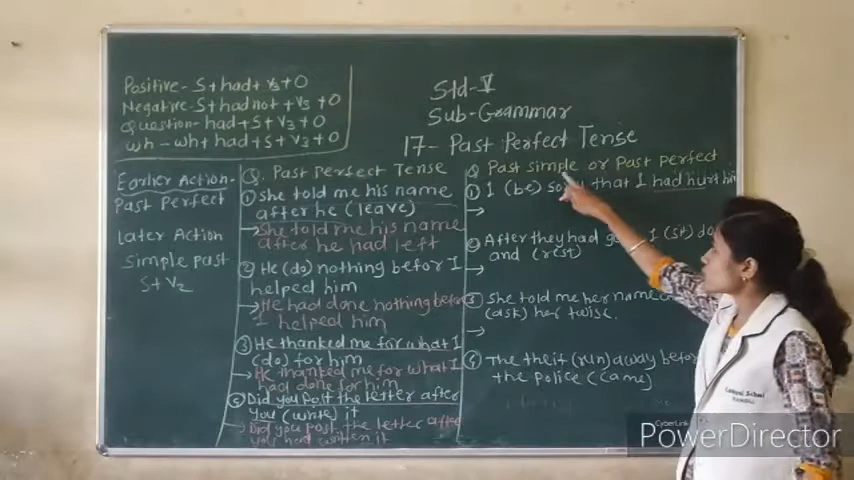 Positive - S + had + V3 + O
Negative - S + had not + V3 + O
Question - had + S + V3 + O
Wh - wh + had + S + V3 + O
Std - V
Sub - Grammar
17 - Past Perfect Tense
Earlier Action -
Past Perfect
Later Action
Simple Past
S + V2
Q. Past Perfect Tense
① She told me his name
after he (leave)
→ She told me his name
after he had left
② He (do) nothing before I
helped him
→ He had done nothing before
I helped him
③ He thanked me for what I
(do) for him
→ He thanked me for what I
had done for him
Did you post the letter after
you (write) it
→ Did you post the letter after
you had written it
Q Past simple or Past perfect
① I (be) that I had hurt him
→
② After they had I (sit)
and (rest)
→
③ She told me her name
(ask) her twise.
→
The theif (run) away before
the police (came)
CyberLink
PowerDirector